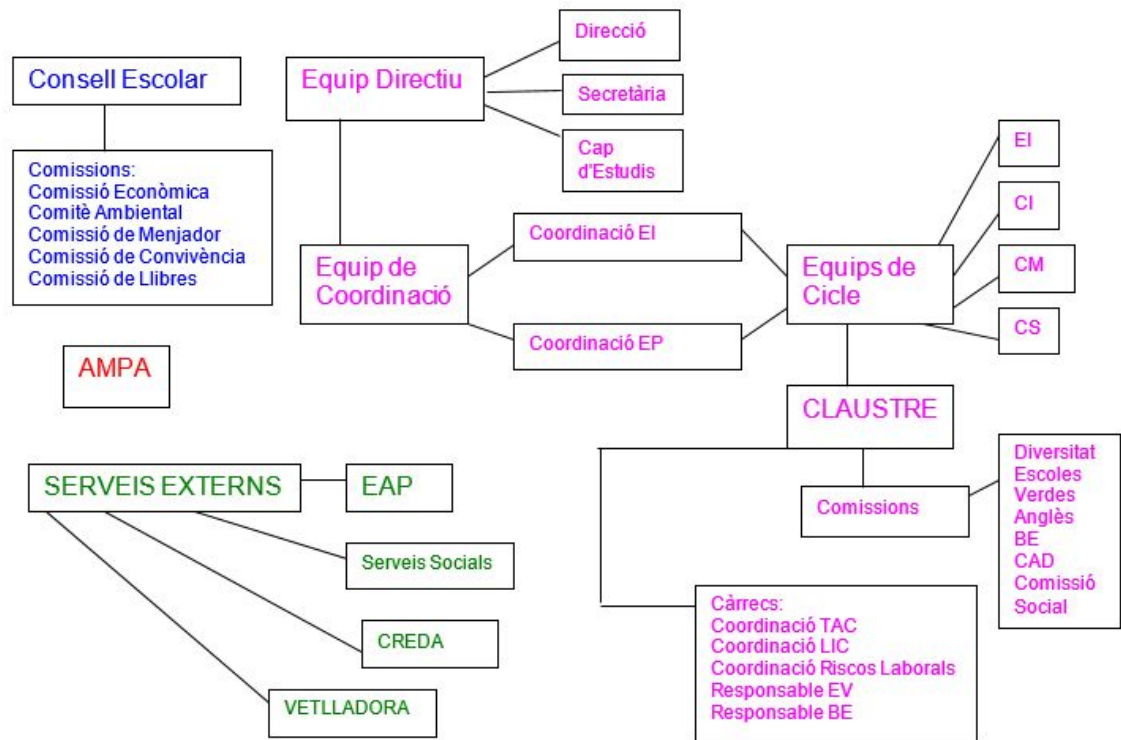 Consell Escolar
Comissions:
Comissió Econòmica
Comitè Ambiental
Comissió de Menjador
Comissió de Convivència
Comissió de Llibres
Equip Directiu
Direcció
Secretària
Cap
d'Estudis
Equip de
Coordinació
Coordinació EI
Coordinació EP
Equips de
Cicle
EI
CI
CM
CS
AMPA
CLAUSTRE
Comissions
Diversitat
Escoles
Verdes
Anglès
BE
CAD
Comissió
Social
Càrrecs:
Coordinació TAC
Coordinació LIC
Coordinació Riscos Laborals
Responsable EV
Responsable BE
SERVEIS EXTERNS
EAP
Serveis Socials
CREDA
VETLLADORA